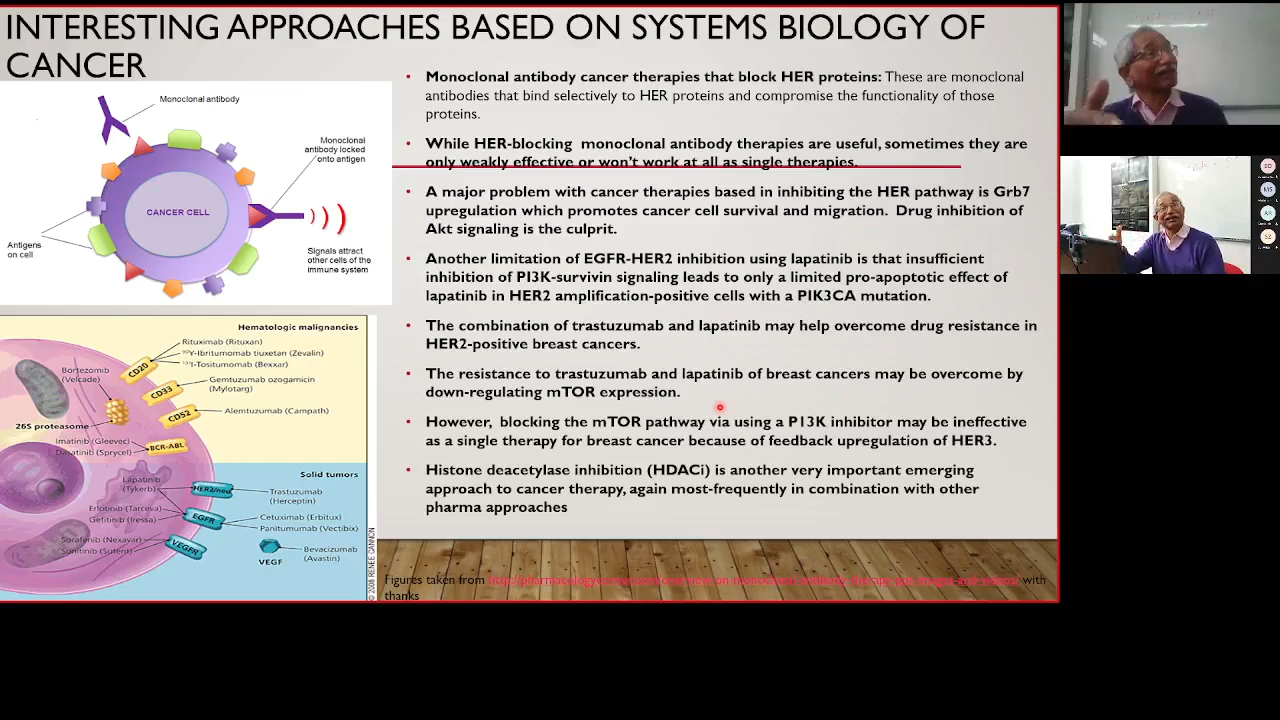 INTERESTING APPROACHES BASED ON SYSTEMS BIOLOGY OF
CANCER
Monoclonal antibody
Monoclonal
antibody locked
onto antigen
CANCER CELL
Antigens
on cell
Signals attract
other cells of the
immune system
Hematologic malignancies
Rituximab (Rituxan)
90Y-Ibritumomab tiuxetan (Zevalin)
131I-Tositumomab (Bexxar)
Bortezomib
(Velcade)
CD20
Gemtuzumab ozogamicin
(Mylotarg)
CD33
Alemtuzumab (Campath)
CD52
26S proteasome
Imatinib (Gleevec)
Dasatinib (Sprycel)
BCR-ABL
Solid tumors
Lapatinib
(Tykerb)
HER2/neu
Trastuzumab
(Herceptin)
Erlotinib (Tarceva)
Gefitinib (Iressa)
EGFR
Cetuximab (Erbitux)
Panitumumab (Vectibix)
Sorafenib (Nexavar)
Sunitinib (Sutent)
VEGFR
VEGF
Bevacizumab
(Avastin)
© 2008 RENEE CANNON
• Monoclonal antibody cancer therapies that block HER proteins: These are monoclonal
antibodies that bind selectively to HER proteins and compromise the functionality of those
proteins.
• While HER-blocking monoclonal antibody therapies are useful, sometimes they are
only weakly effective or won't work at all as single therapies.
• A major problem with cancer therapies based in inhibiting the HER pathway is Grb7
upregulation which promotes cancer cell survival and migration. Drug inhibition of
Akt signaling is the culprit.
• Another limitation of EGFR-HER2 inhibition using lapatinib is that insufficient
inhibition of PI3K-survivin signaling leads to only a limited pro-apoptotic effect of
lapatinib in HER2 amplification-positive cells with a PIK3CA mutation.
• The combination of trastuzumab and lapatinib may help overcome drug resistance in
HER2-positive breast cancers.
• The resistance to trastuzumab and lapatinib of breast cancers may be overcome by
down-regulating mTOR expression.
• However, blocking the mTOR pathway via using a P13K inhibitor may be ineffective
as a single therapy for breast cancer because of feedback upregulation of HER3.
• Histone deacetylase inhibition (HDACi) is another very important emerging
approach to cancer therapy, again most-frequently in combination with other
pharma approaches
Figures taken from with
thanks